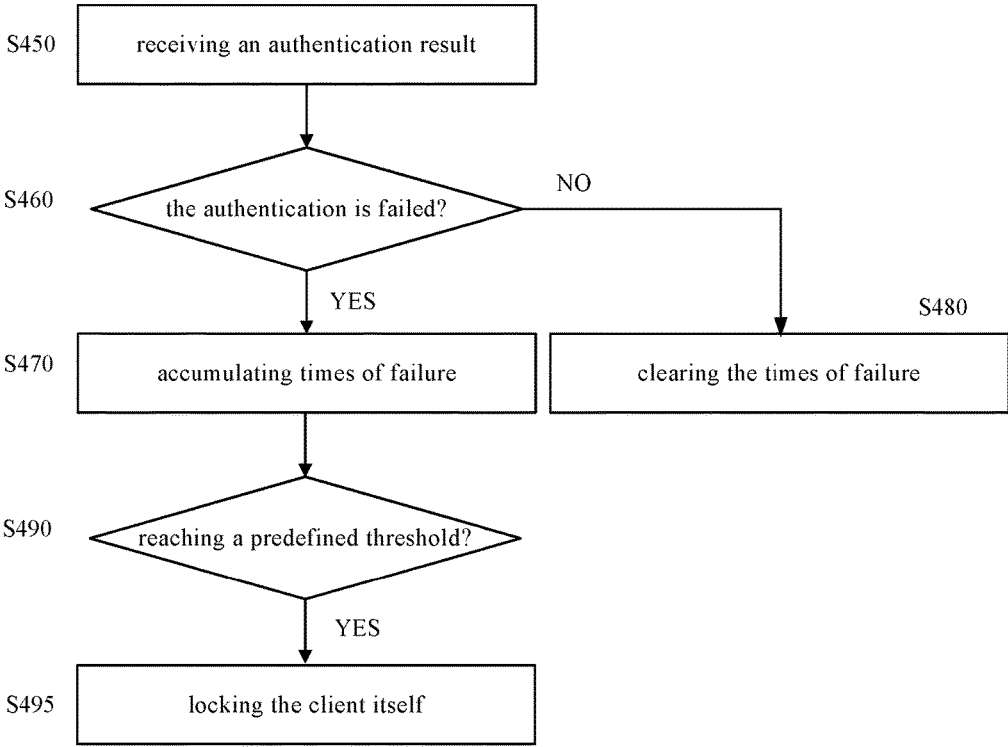 S450
receiving an authentication result
S460
the authentication is failed?
NO
YES
S480
S470
accumulating times of failure
clearing the times of failure
S490
reaching a predefined threshold?
YES
S495
locking the client itself